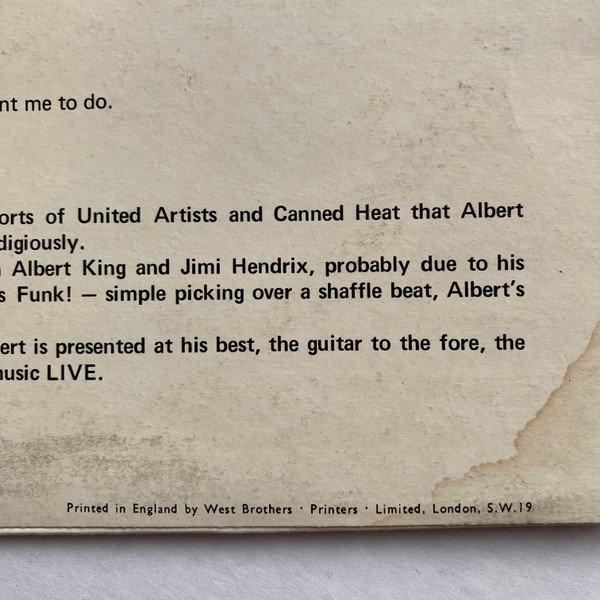 nt me to do.
orts of United Artists and Canned Heat that Albert
digiously.
Albert King and Jimi Hendrix, probably due to his
s Funk! — simple picking over a shaffle beat, Albert's
ert is presented at his best, the guitar to the fore, the
nusic LIVE.
Printed in England by West Brothers · Printers · Limited, London, S.W.19